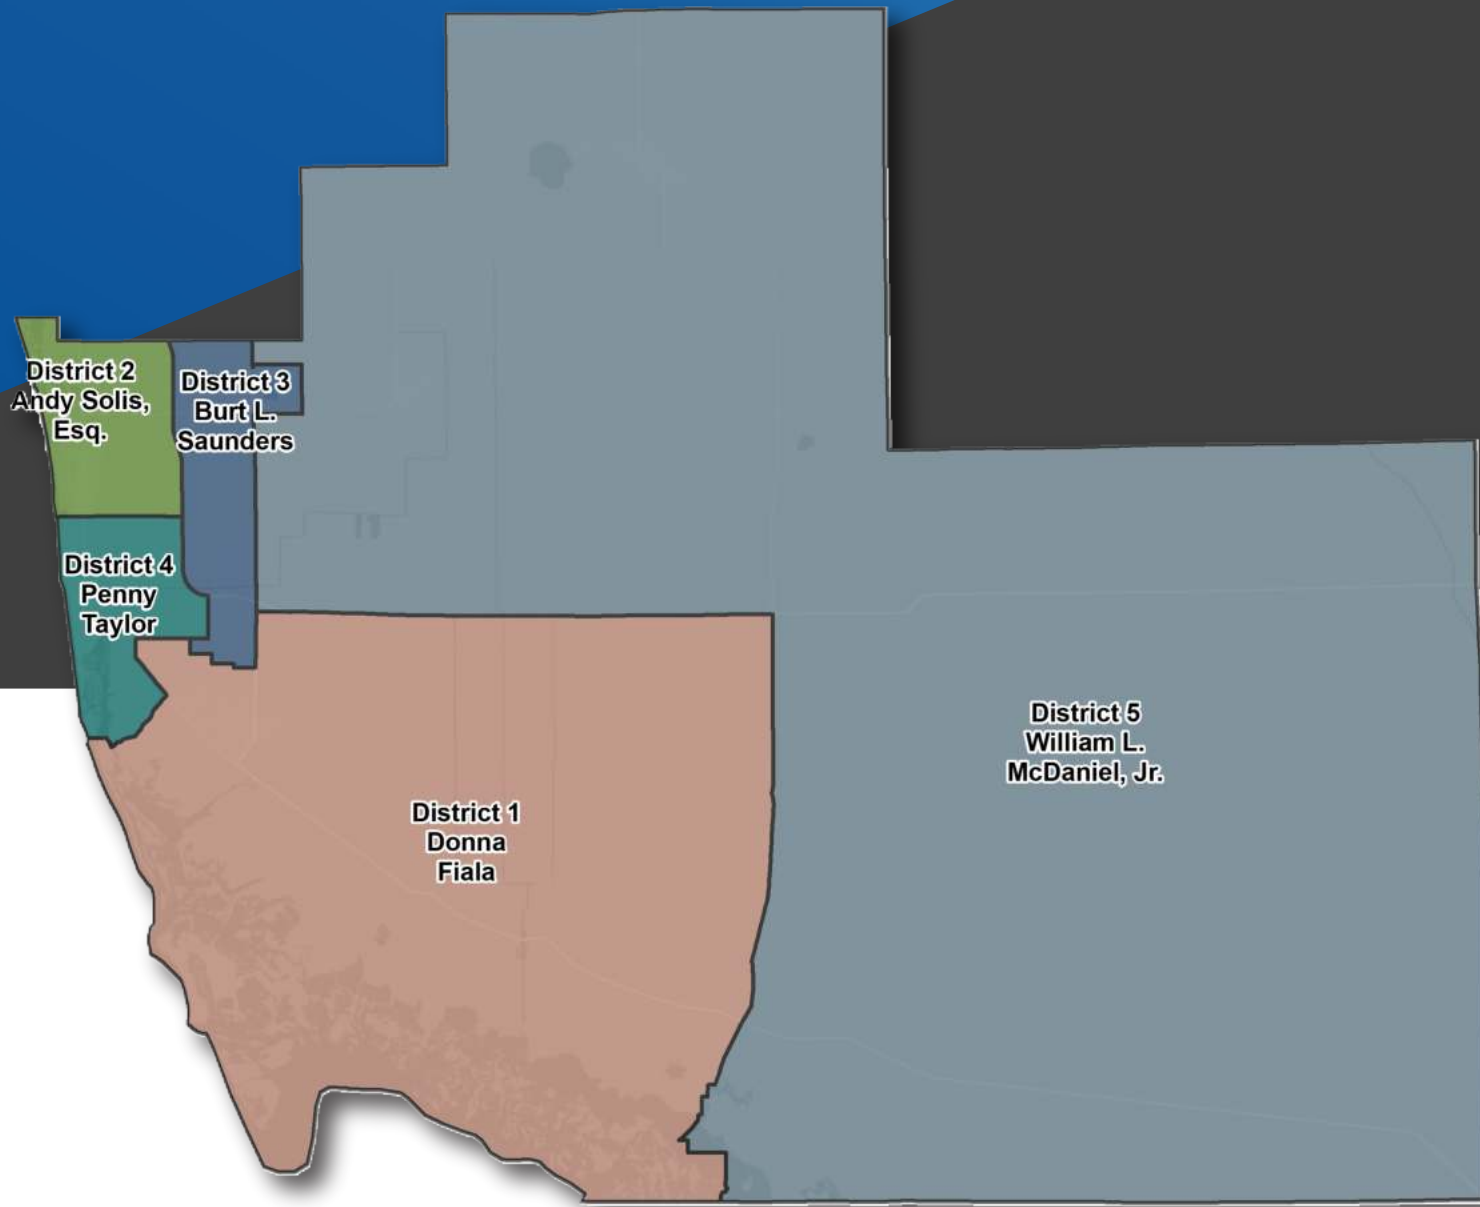 District 2
Andy Solis,
Esq.
District 3
Burt L.
Saunders
District 4
Penny
Taylor
District 5
William L.
McDaniel, Jr.
District 1
Donna
Fiala